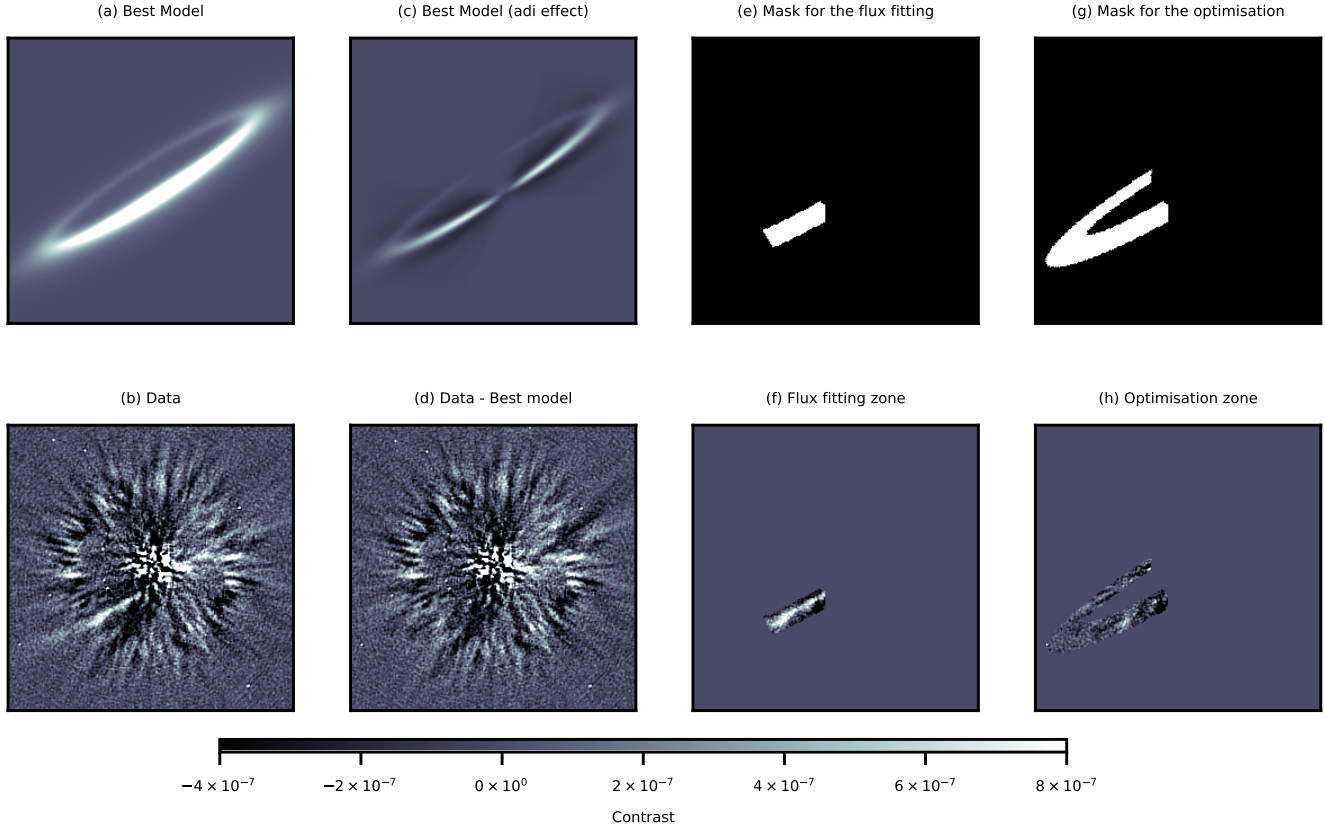 (a) Best Model
(c) Best Model (adi effect)
(e) Mask for the flux fitting
(g) Mask for the optimisation
(b) Data
(d) Data - Best model
(f) Flux fitting zone
(h) Optimisation zone
−4 × 10⁻⁷
−2 × 10⁻⁷
0 × 10⁰
2 × 10⁻⁷
4 × 10⁻⁷
6 × 10⁻⁷
8 × 10⁻⁷
Contrast